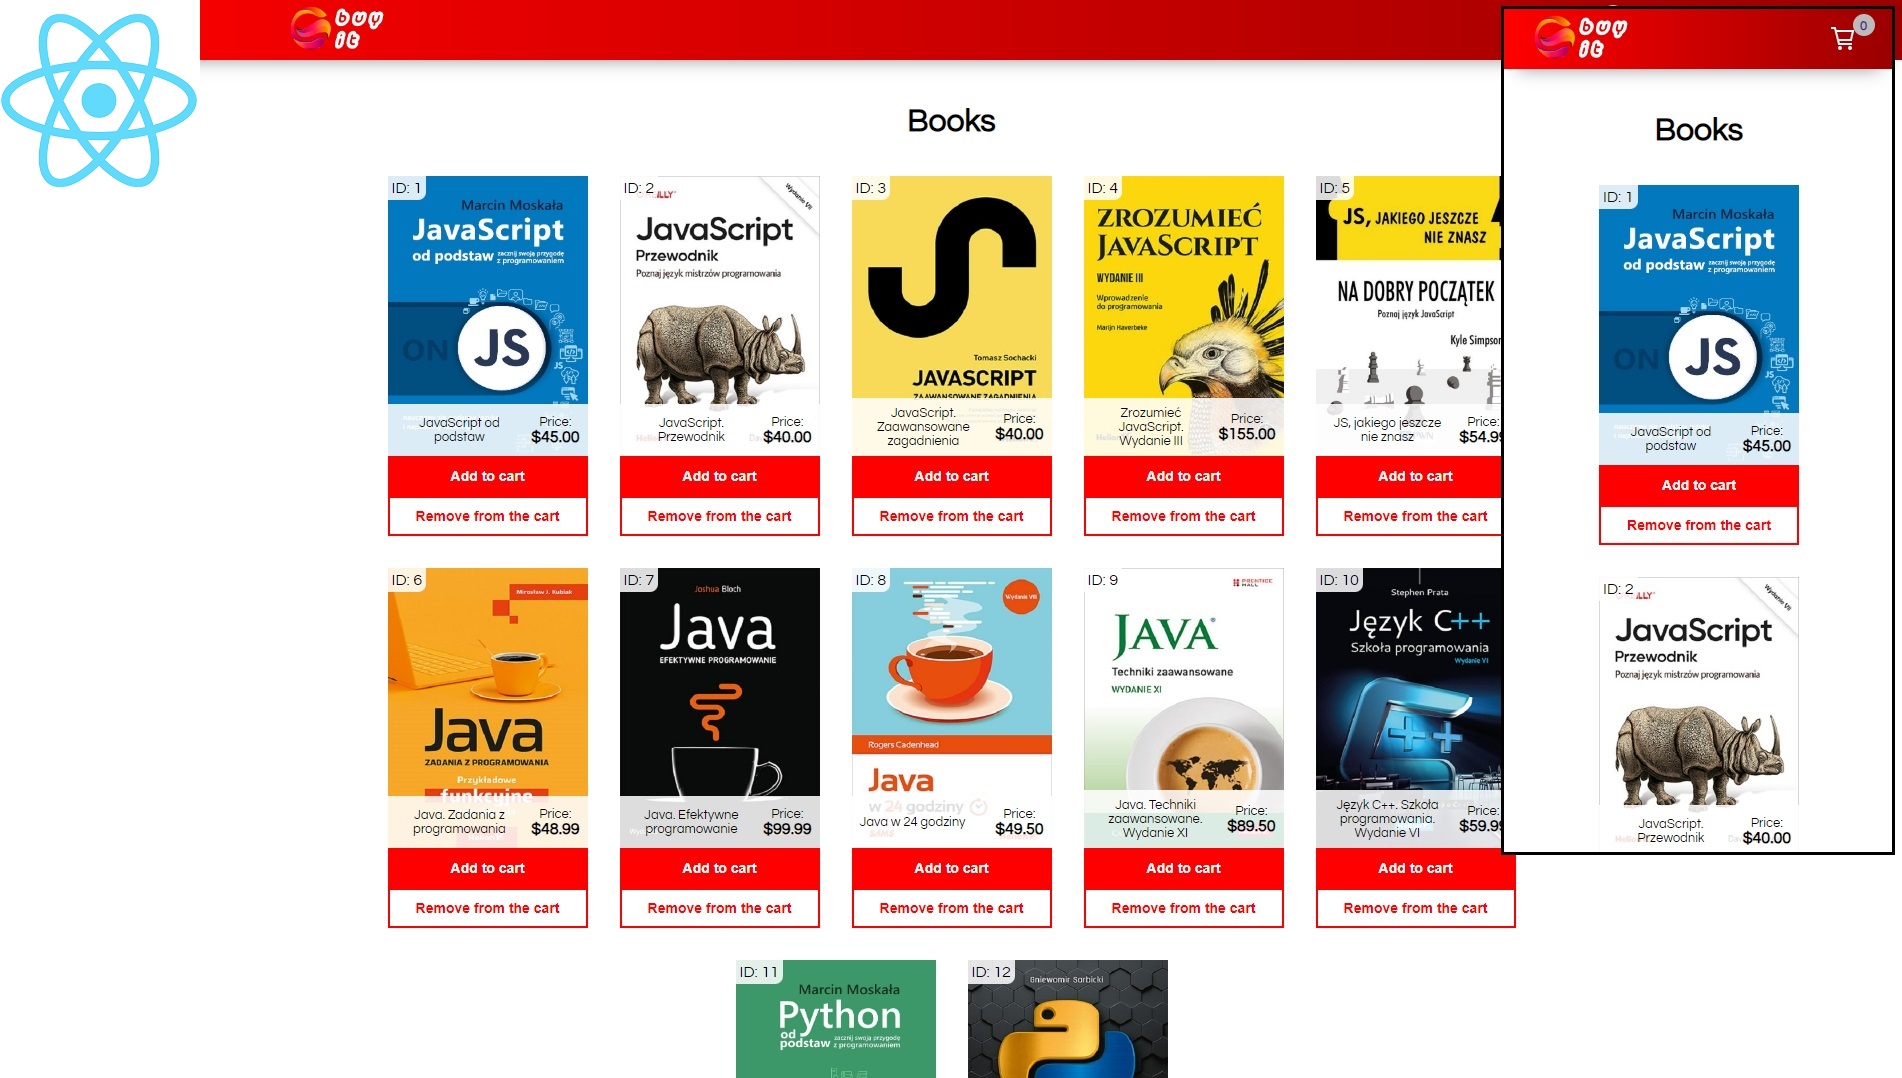 buy
it
Books
ID: 1
Marcin Moskała
JavaScript
od podstaw zacznij swoją przygodę
z programowaniem
ON JS
JavaScript od
podstaw
Price:
$45.00
Add to cart
Remove from the cart
ID: 2
Wydanie VII
JavaScript
Przewodnik
Poznaj język mistrzów programowania
JavaScript.
Przewodnik
Price:
$40.00
Add to cart
Remove from the cart
ID: 3
Tomasz Sochacki
JAVASCRIPT
ZAAWANSOWANE ZAGADNIENIA
JavaScript.
Zaawansowane
zagadnienia
Price:
$40.00
Add to cart
Remove from the cart
ID: 4
ZROZUMIEĆ
JAVASCRIPT
WYDANIE III
Wprowadzenie
do programowania
Marijn Haverbeke
Zrozumieć
JavaScript.
Wydanie III
Price:
$155.00
Add to cart
Remove from the cart
ID: 5
JS, JAKIEGO JESZCZE
NIE ZNASZ
NA DOBRY POCZĄTEK
Poznaj język JavaScript
Kyle Simpson
JS, jakiego jeszcze
nie znasz
Price:
$54.99
Add to cart
Remove from the cart
ID: 6
Mirosław J. Kubiak
Java
ZADANIA Z PROGRAMOWANIA
Przykładowe
funkcyjne
Java. Zadania z
programowania
Price:
$48.99
Add to cart
Remove from the cart
ID: 7
Joshua Bloch
Java
EFEKTYWNE PROGRAMOWANIE
Java. Efektywne
programowanie
Price:
$99.99
Add to cart
Remove from the cart
ID: 8
Wydanie VIII
Rogers Cadenhead
Java
w 24 godziny
SAMS
Java w 24 godziny
Price:
$49.50
Add to cart
Remove from the cart
ID: 9
PRENTICE
HALL
JAVA
Techniki zaawansowane
WYDANIE XI
Java. Techniki
zaawansowane.
Wydanie XI
Price:
$89.50
Add to cart
Remove from the cart
ID: 10
Stephen Prata
Język C++
Szkoła programowania
Wydanie VI
Język C++. Szkoła
programowania.
Wydanie VI
Price:
$59.99
Add to cart
Remove from the cart
ID: 11
Marcin Moskała
Python
od
podstaw zacznij swoją przygodę
z programowaniem
ID: 12
Gniewomir Sarbicki
buy
it
0
Books
ID: 1
Marcin Moskała
JavaScript
od podstaw zacznij swoją przygodę
z programowaniem
ON JS
JavaScript od
podstaw
Price:
$45.00
Add to cart
Remove from the cart
ID: 2
Wydanie VII
JavaScript
Przewodnik
Poznaj język mistrzów programowania
JavaScript.
Przewodnik
Price:
$40.00